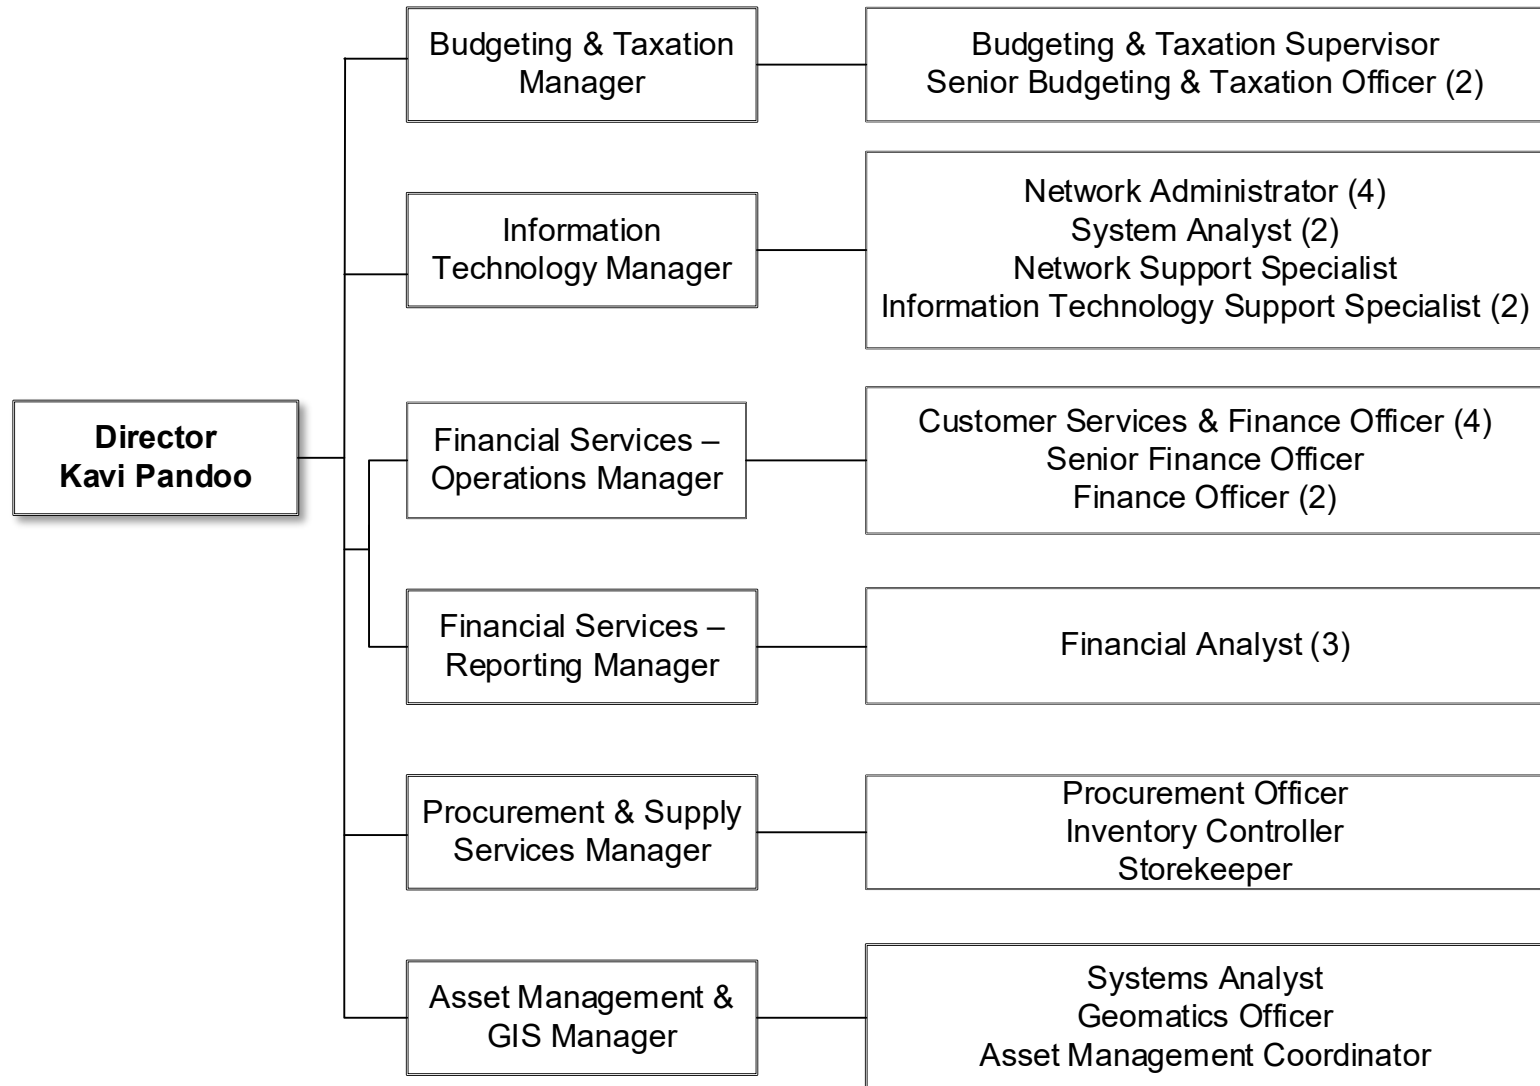 Budgeting & Taxation
Manager
Budgeting & Taxation Supervisor
Senior Budgeting & Taxation Officer (2)
Information
Technology Manager
Network Administrator (4)
System Analyst (2)
Network Support Specialist
Information Technology Support Specialist (2)
Director
Kavi Pandoo
Financial Services –
Operations Manager
Customer Services & Finance Officer (4)
Senior Finance Officer
Finance Officer (2)
Financial Services –
Reporting Manager
Financial Analyst (3)
Procurement & Supply
Services Manager
Procurement Officer
Inventory Controller
Storekeeper
Asset Management &
GIS Manager
Systems Analyst
Geomatics Officer
Asset Management Coordinator